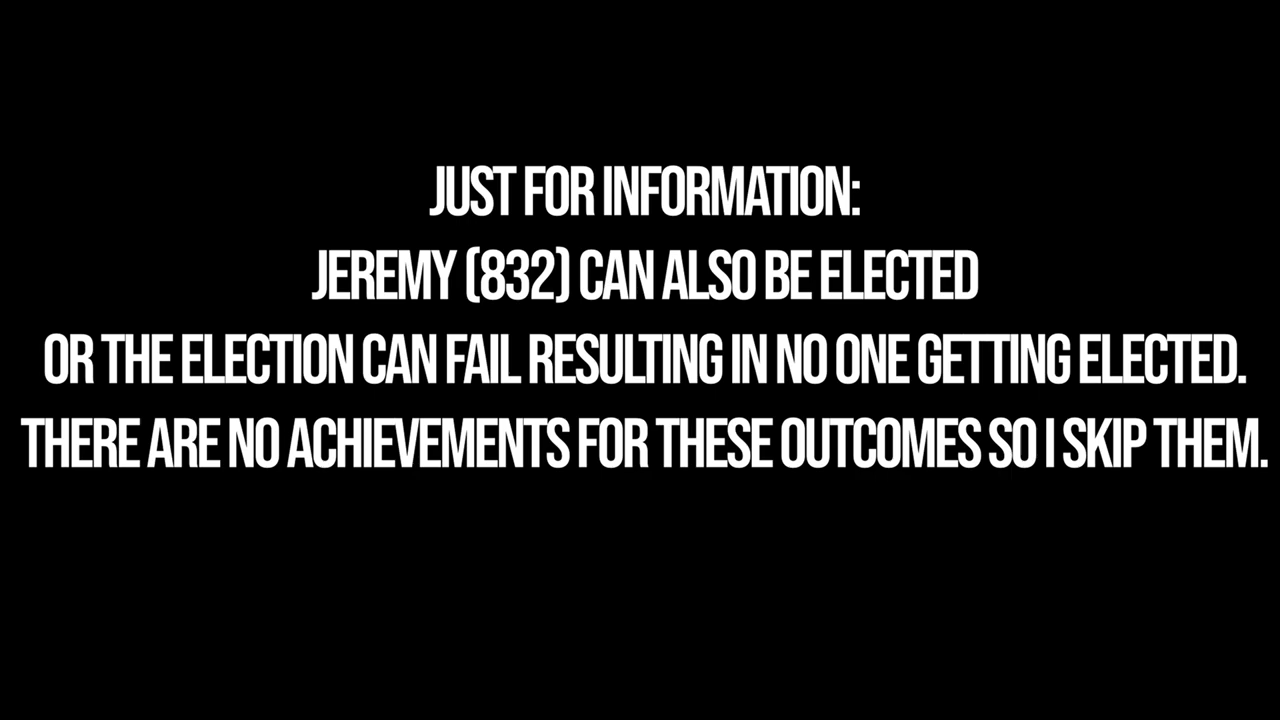 JUST FOR INFORMATION:
JEREMY (832) CAN ALSO BE ELECTED
OR THE ELECTION CAN FAIL RESULTING IN NO ONE GETTING ELECTED.
THERE ARE NO ACHIEVEMENTS FOR THESE OUTCOMES SO I SKIP THEM.